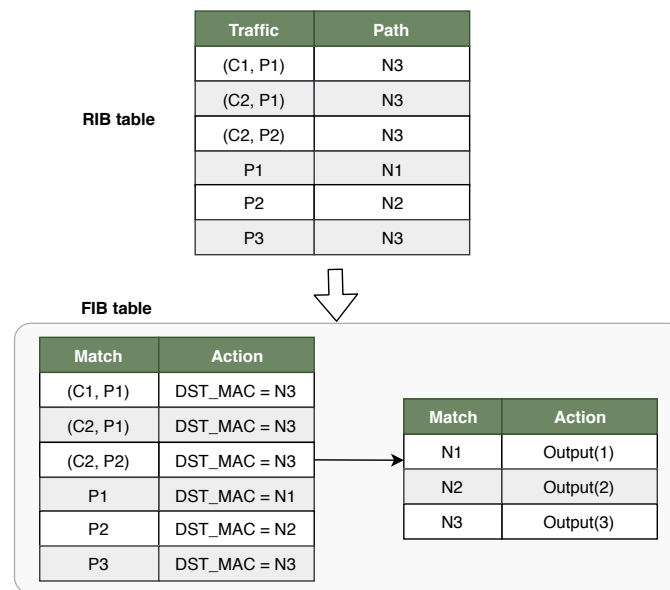 Traffic Path
(C1, P1) N3
(C2, P1) N3
RIB table
(C2, P2) N3
P1 N1
P2 N2
P3 N3
FIB table
Match Action
(C1, P1) DST_MAC = N3
(C2, P1) DST_MAC = N3
(C2, P2) DST_MAC = N3
P1 DST_MAC = N1
P2 DST_MAC = N2
P3 DST_MAC = N3
Match Action
N1 Output(1)
N2 Output(2)
N3 Output(3)